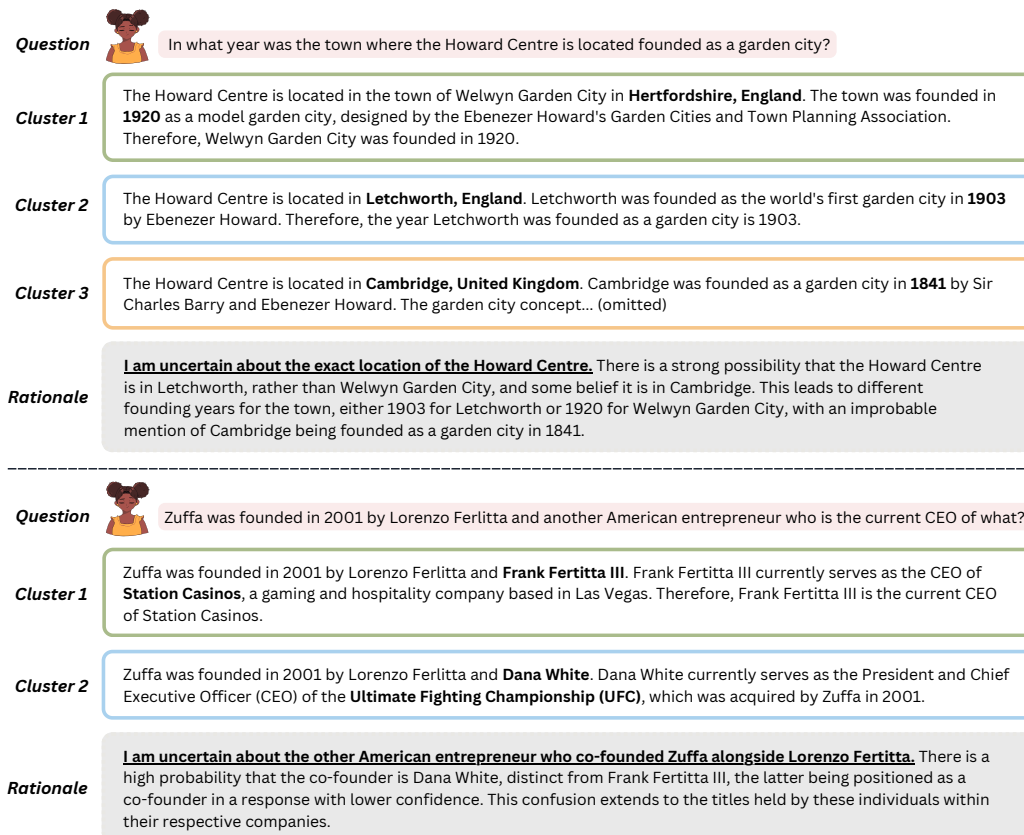 Question
In what year was the town where the Howard Centre is located founded as a garden city?
Cluster 1
The Howard Centre is located in the town of Welwyn Garden City in Hertfordshire, England. The town was founded in
1920 as a model garden city, designed by the Ebenezer Howard's Garden Cities and Town Planning Association.
Therefore, Welwyn Garden City was founded in 1920.
Cluster 2
The Howard Centre is located in Letchworth, England. Letchworth was founded as the world's first garden city in 1903
by Ebenezer Howard. Therefore, the year Letchworth was founded as a garden city is 1903.
Cluster 3
The Howard Centre is located in Cambridge, United Kingdom. Cambridge was founded as a garden city in 1841 by Sir
Charles Barry and Ebenezer Howard. The garden city concept... (omitted)
Rationale
I am uncertain about the exact location of the Howard Centre. There is a strong possibility that the Howard Centre
is in Letchworth, rather than Welwyn Garden City, and some belief it is in Cambridge. This leads to different
founding years for the town, either 1903 for Letchworth or 1920 for Welwyn Garden City, with an improbable
mention of Cambridge being founded as a garden city in 1841.
Question
Zuffa was founded in 2001 by Lorenzo Ferlitta and another American entrepreneur who is the current CEO of what?
Cluster 1
Zuffa was founded in 2001 by Lorenzo Ferlitta and Frank Fertitta III. Frank Fertitta III currently serves as the CEO of
Station Casinos, a gaming and hospitality company based in Las Vegas. Therefore, Frank Fertitta III is the current CEO
of Station Casinos.
Cluster 2
Zuffa was founded in 2001 by Lorenzo Ferlitta and Dana White. Dana White currently serves as the President and Chief
Executive Officer (CEO) of the Ultimate Fighting Championship (UFC), which was acquired by Zuffa in 2001.
Rationale
I am uncertain about the other American entrepreneur who co-founded Zuffa alongside Lorenzo Fertitta. There is a
high probability that the co-founder is Dana White, distinct from Frank Fertitta III, the latter being positioned as a
co-founder in a response with lower confidence. This confusion extends to the titles held by these individuals within
their respective companies.